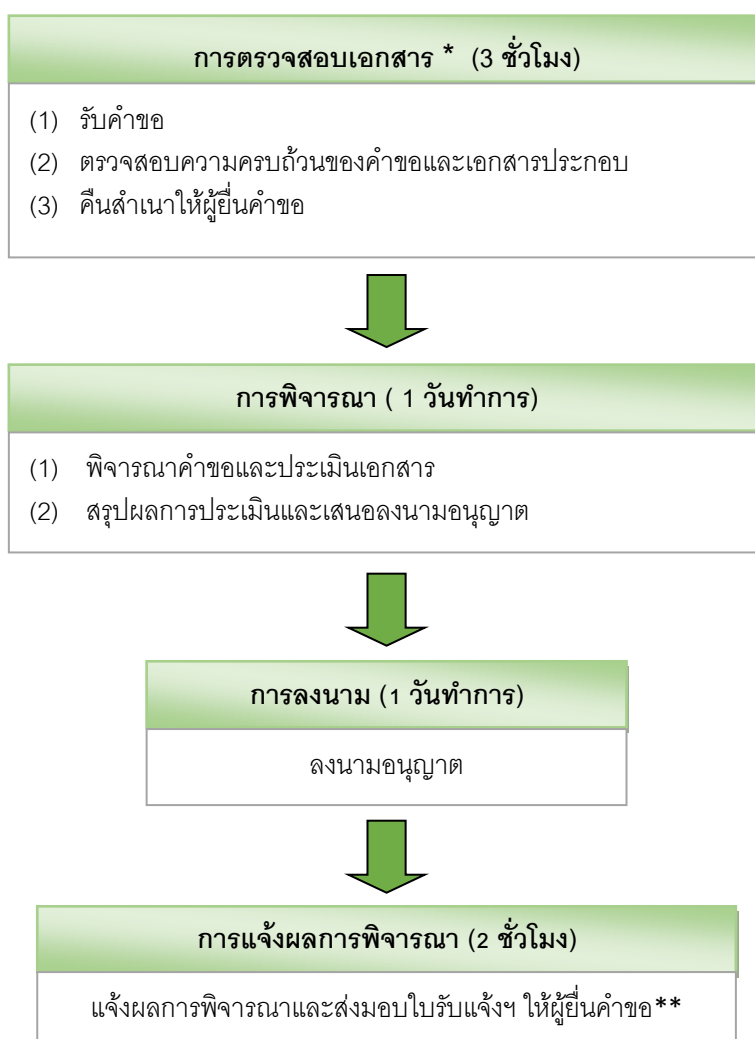 การตรวจสอบเอกสาร * (3 ชั่วโมง)
(1) รับคำขอ
(2) ตรวจสอบความครบถ้วนของคำขอและเอกสารประกอบ
(3) คืนสำเนาให้ผู้ยื่นคำขอ
การพิจารณา ( 1 วันทำการ)
(1) พิจารณาคำขอและประเมินเอกสาร
(2) สรุปผลการประเมินและเสนอลงนามอนุญาต
การลงนาม (1 วันทำการ)
ลงนามอนุญาต
การแจ้งผลการพิจารณา (2 ชั่วโมง)
แจ้งผลการพิจารณาและส่งมอบใบรับแจ้งฯ ให้ผู้ยื่นคำขอ**